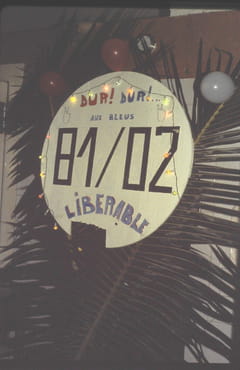 DUR! DUR!...
AUX BLEUS
81/02
LiBERABLE